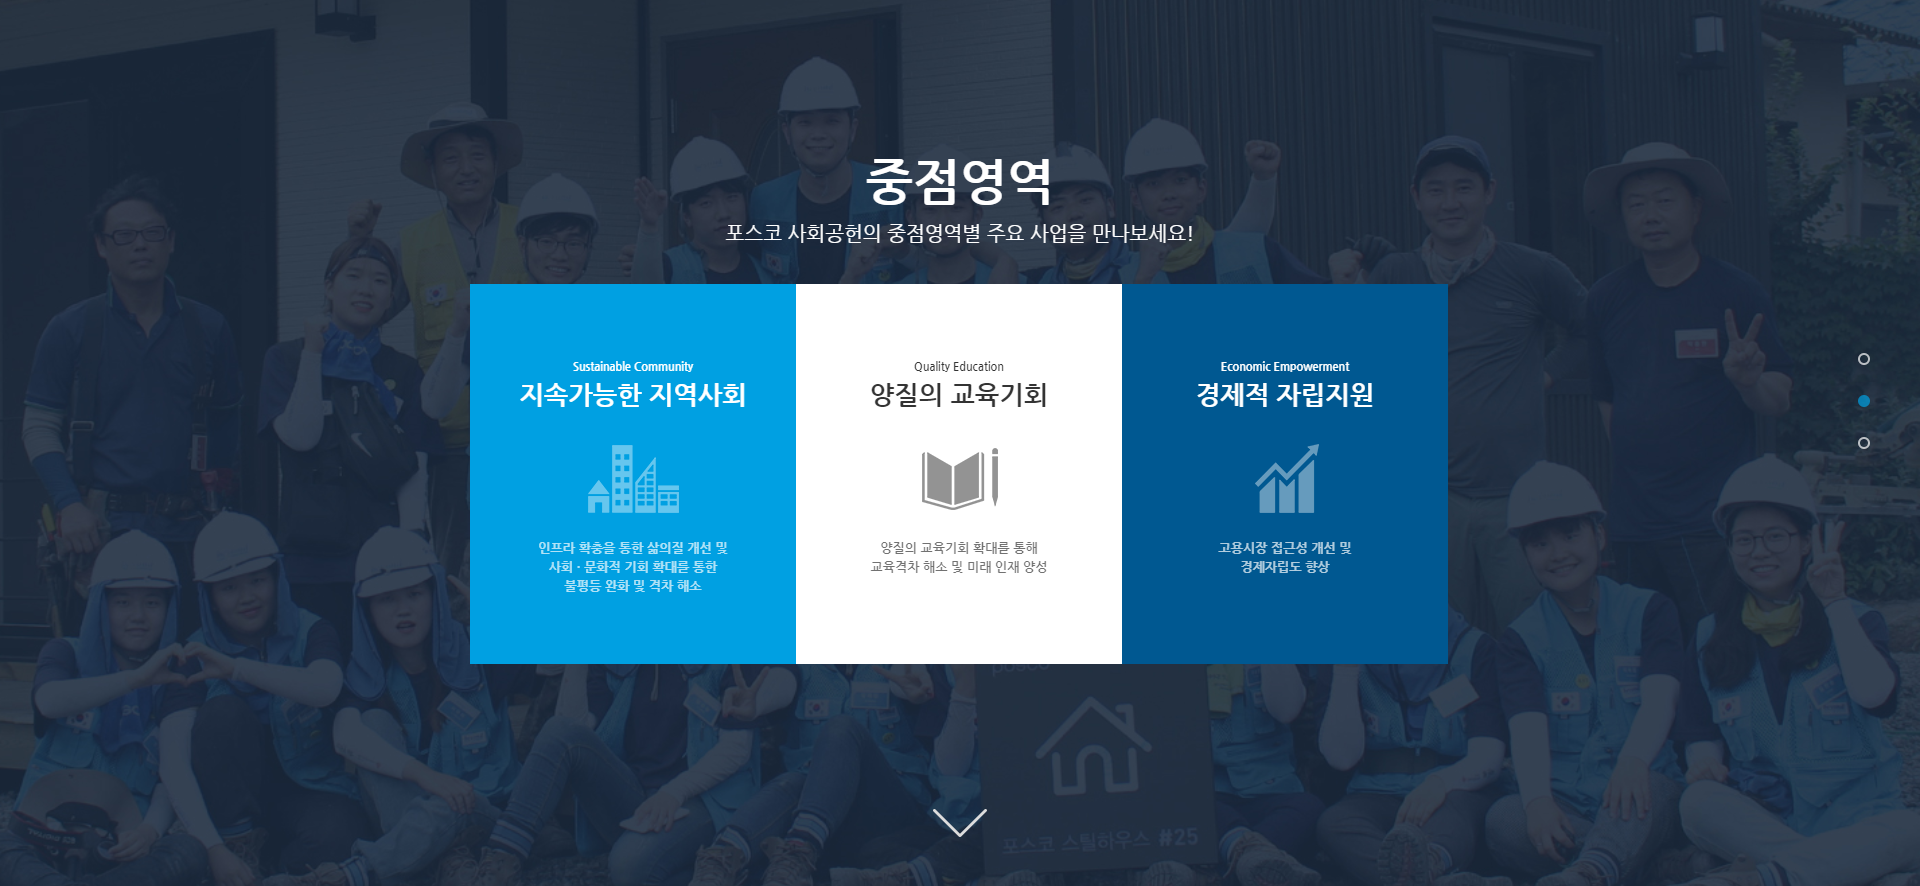 중점영역
포스코 사회공헌의 중점영역별 주요 사업을 만나보세요!
Sustainable Community
지속가능한 지역사회
인프라 확충을 통한 삶의질 개선 및
사회 · 문화적 기회 확대를 통한
불평등 완화 및 격차 해소
Quality Education
양질의 교육기회
양질의 교육기회 확대를 통해
교육격차 해소 및 미래 인재 양성
Economic Empowerment
경제적 자립지원
고용시장 접근성 개선 및
경제자립도 향상
posco
포스코 스틸하우스 #25